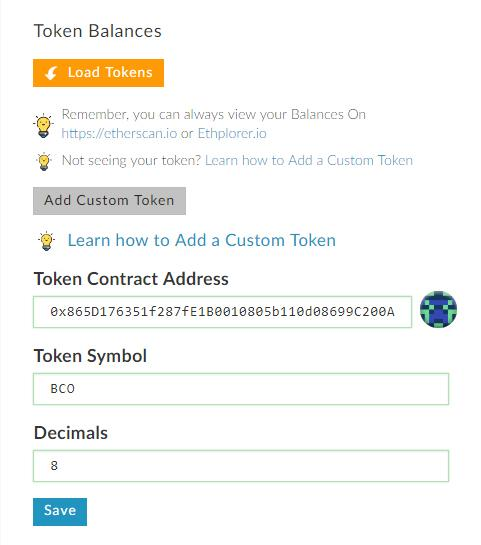 Token Balances
Load Tokens
Remember, you can always view your Balances On
https://etherscan.io or Ethplorer.io
Not seeing your token? Learn how to Add a Custom Token
Add Custom Token
Learn how to Add a Custom Token
Token Contract Address
0x865D176351f287fE1B0010805b110d08699C200A
Token Symbol
BCO
Decimals
8
Save